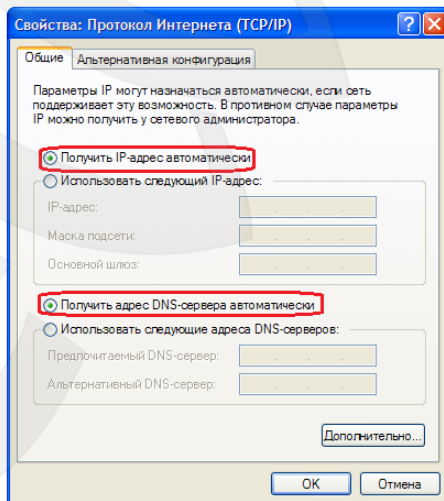 Свойства: Протокол Интернета (TCP/IP)
Общие
Альтернативная конфигурация
Параметры IP могут назначаться автоматически, если сеть
поддерживает эту возможность. В противном случае параметры
IP можно получить у сетевого администратора.
Получить IP-адрес автоматически
Использовать следующий IP-адрес:
IP-адрес:
Маска подсети:
Основной шлюз:
Получить адрес DNS-сервера автоматически
Использовать следующие адреса DNS-серверов:
Предпочитаемый DNS-сервер:
Альтернативный DNS-сервер:
Дополнительно...
OK
Отмена